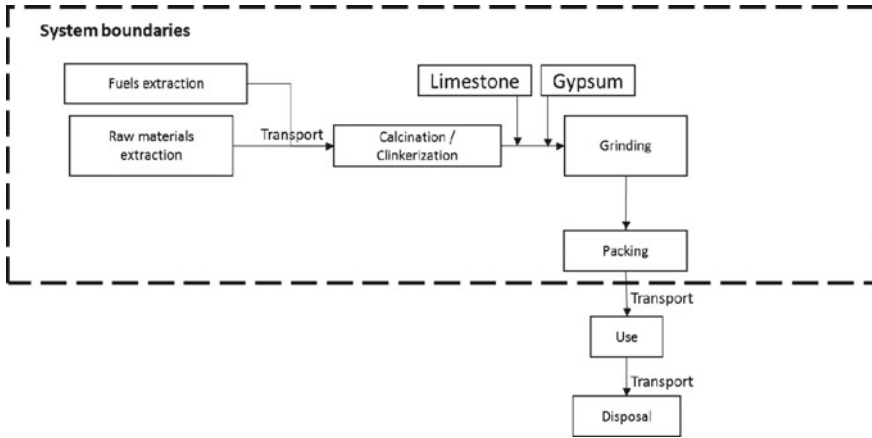 System boundaries
Fuels extraction
Limestone
Gypsum
Raw materials
extraction
Transport
Calcination /
Clinkerization
Grinding
Packing
Transport
Use
Transport
Disposal